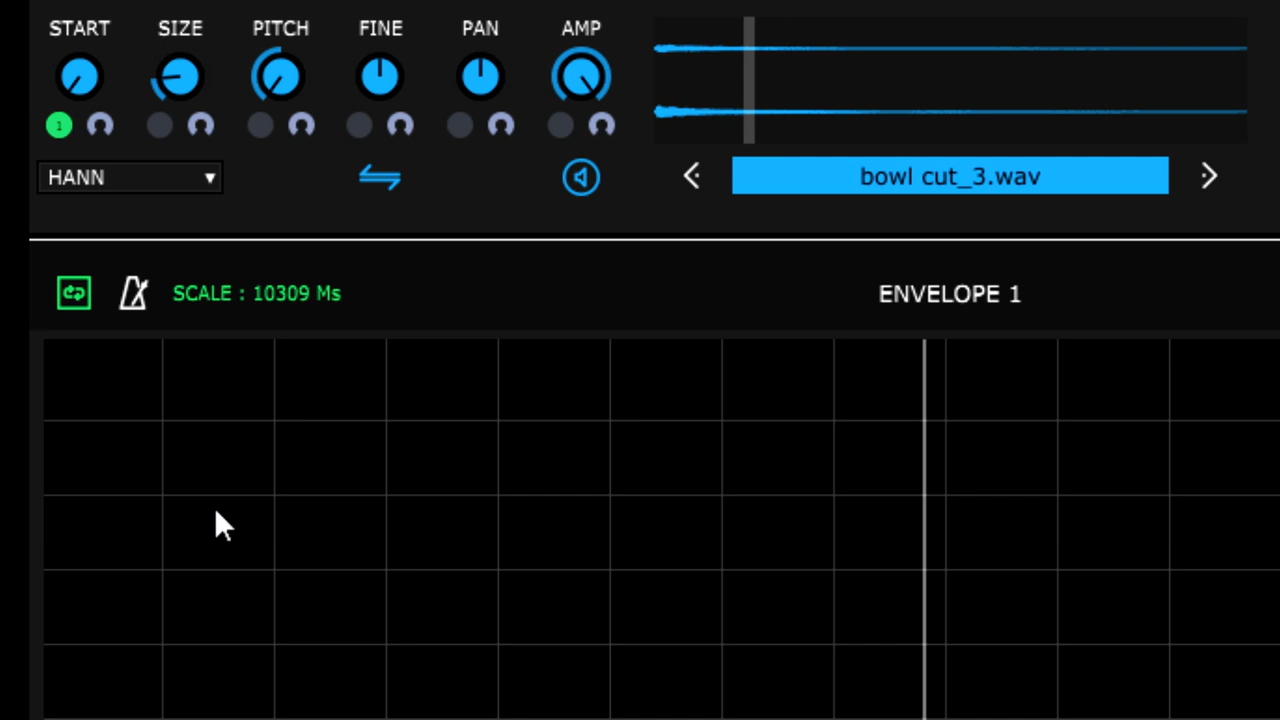 START SIZE PITCH FINE PAN AMP
1
HANN
bowl cut_3.wav
SCALE : 10309 Ms
ENVELOPE 1